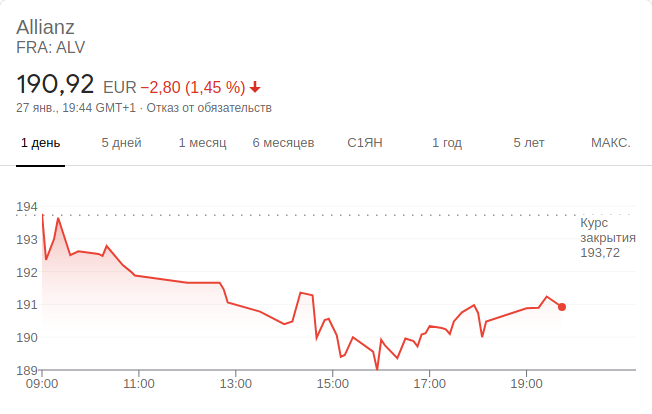 Allianz
FRA: ALV
190,92 EUR −2,80 (1,45 %)
27 янв., 19:44 GMT+1 · Отказ от обязательств
1 день 5 дней 1 месяц 6 месяцев С1ЯН 1 год 5 лет МАКС.
194
Курс
закрытия
193,72
193
192
191
190
189
09:00 11:00 13:00 15:00 17:00 19:00